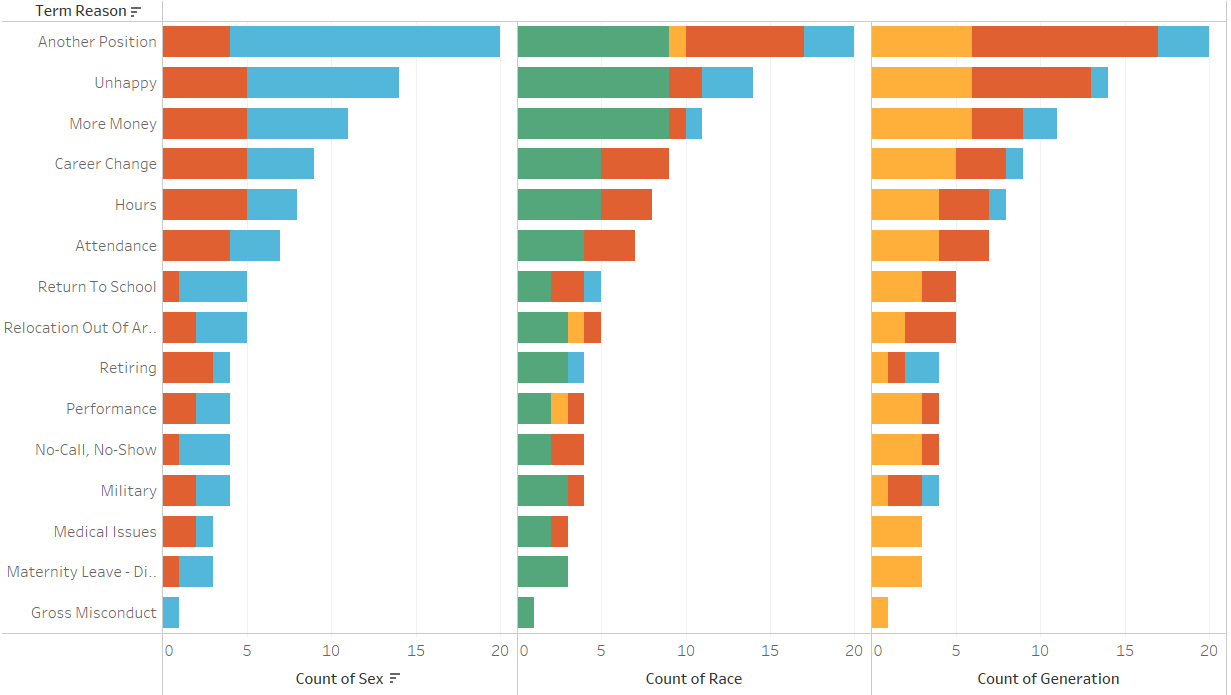 Term Reason
Another Position
Unhappy
More Money
Career Change
Hours
Attendance
Return To School
Relocation Out Of Ar..
Retiring
Performance
No-Call, No-Show
Military
Medical Issues
Maternity Leave - Di..
Gross Misconduct
0 5 10 15 20 0 5 10 15 20 0 5 10 15 20
Count of Sex Count of Race Count of Generation